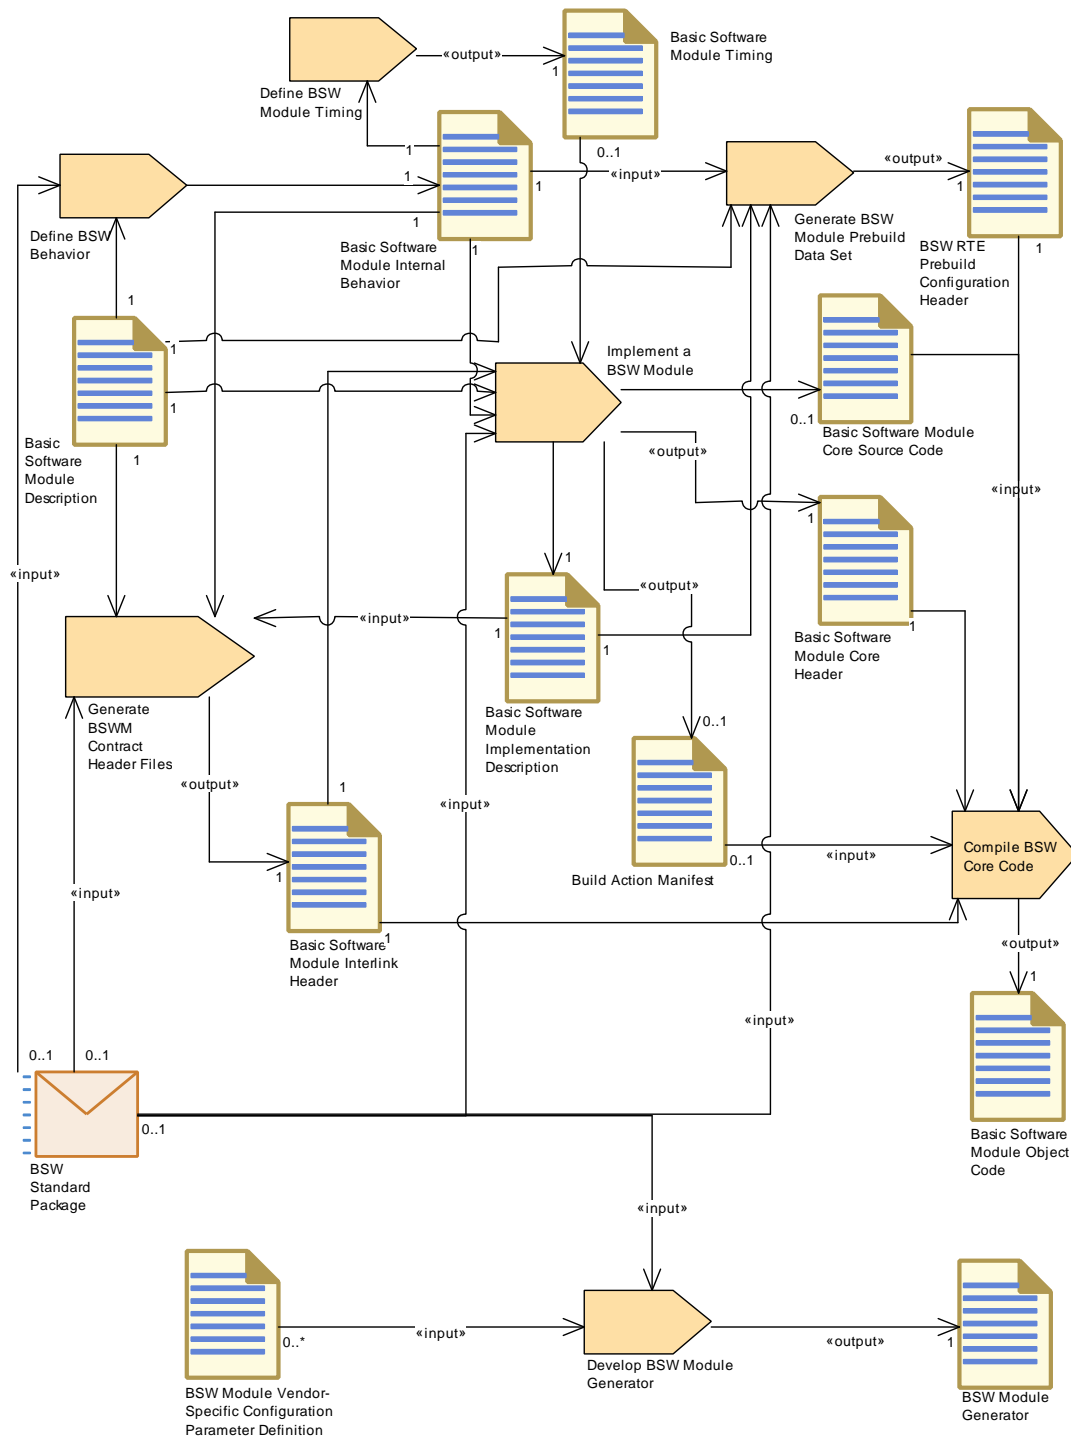 «output»
1
Basic Software
Module Timing
Define BSW
Module Timing
0..1
1
1
1
«input»
1
1
«output»
1
Define BSW
Behavior
Basic Software
Module Internal
Behavior
Generate BSW
Module Prebuild
Data Set
BSW RTE
Prebuild
Configuration
Header
1
1
1
1
1
Basic
Software
Module
Description
Implement a
BSW Module
0..1
Basic Software Module
Core Source Code
«output»
1
«input»
«input»
1
«output»
Basic Software
Module Core
Header
1
«input»
1
1
Basic Software
Module
Implementation
Description
0..1
Generate
BSWM
Contract
Header Files
«output»
1
1
Basic Software
Module Interlink
Header
1
«input»
Build Action Manifest
0..1
«input»
Compile BSW
Core Code
«output»
1
Basic Software
Module Object
Code
«input»
«input»
0..1
0..1
0..1
BSW
Standard
Package
«input»
BSW Module Vendor-
Specific Configuration
Parameter Definition
0..*
«input»
Develop BSW Module
Generator
«output»
1
BSW Module
Generator